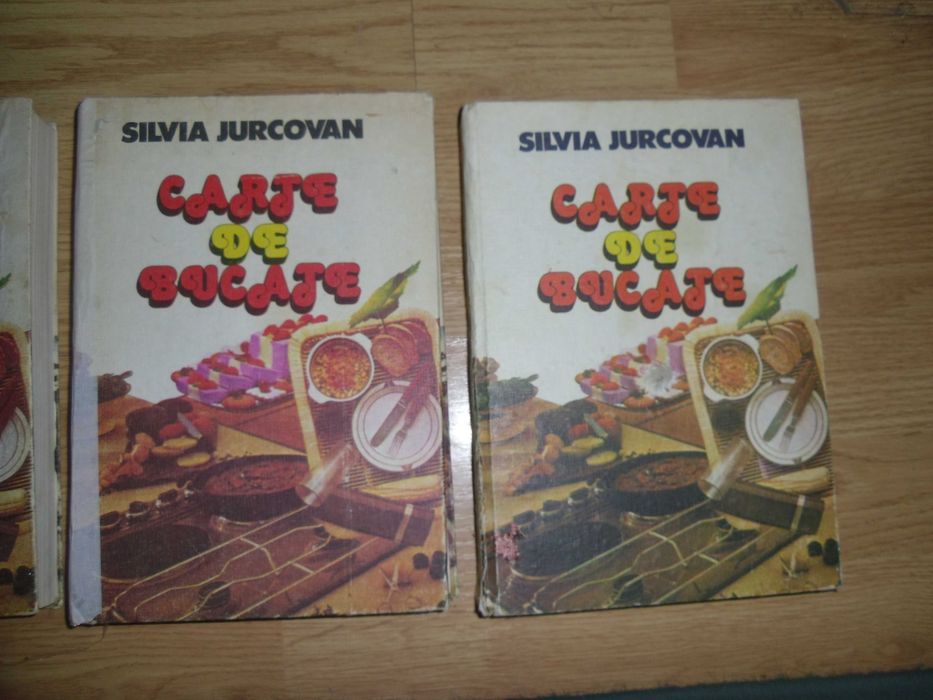 SILVIA JURCOVAN
CARTE
DE
BUCATE
SILVIA JURCOVAN
CARTE
DE
BUCATE